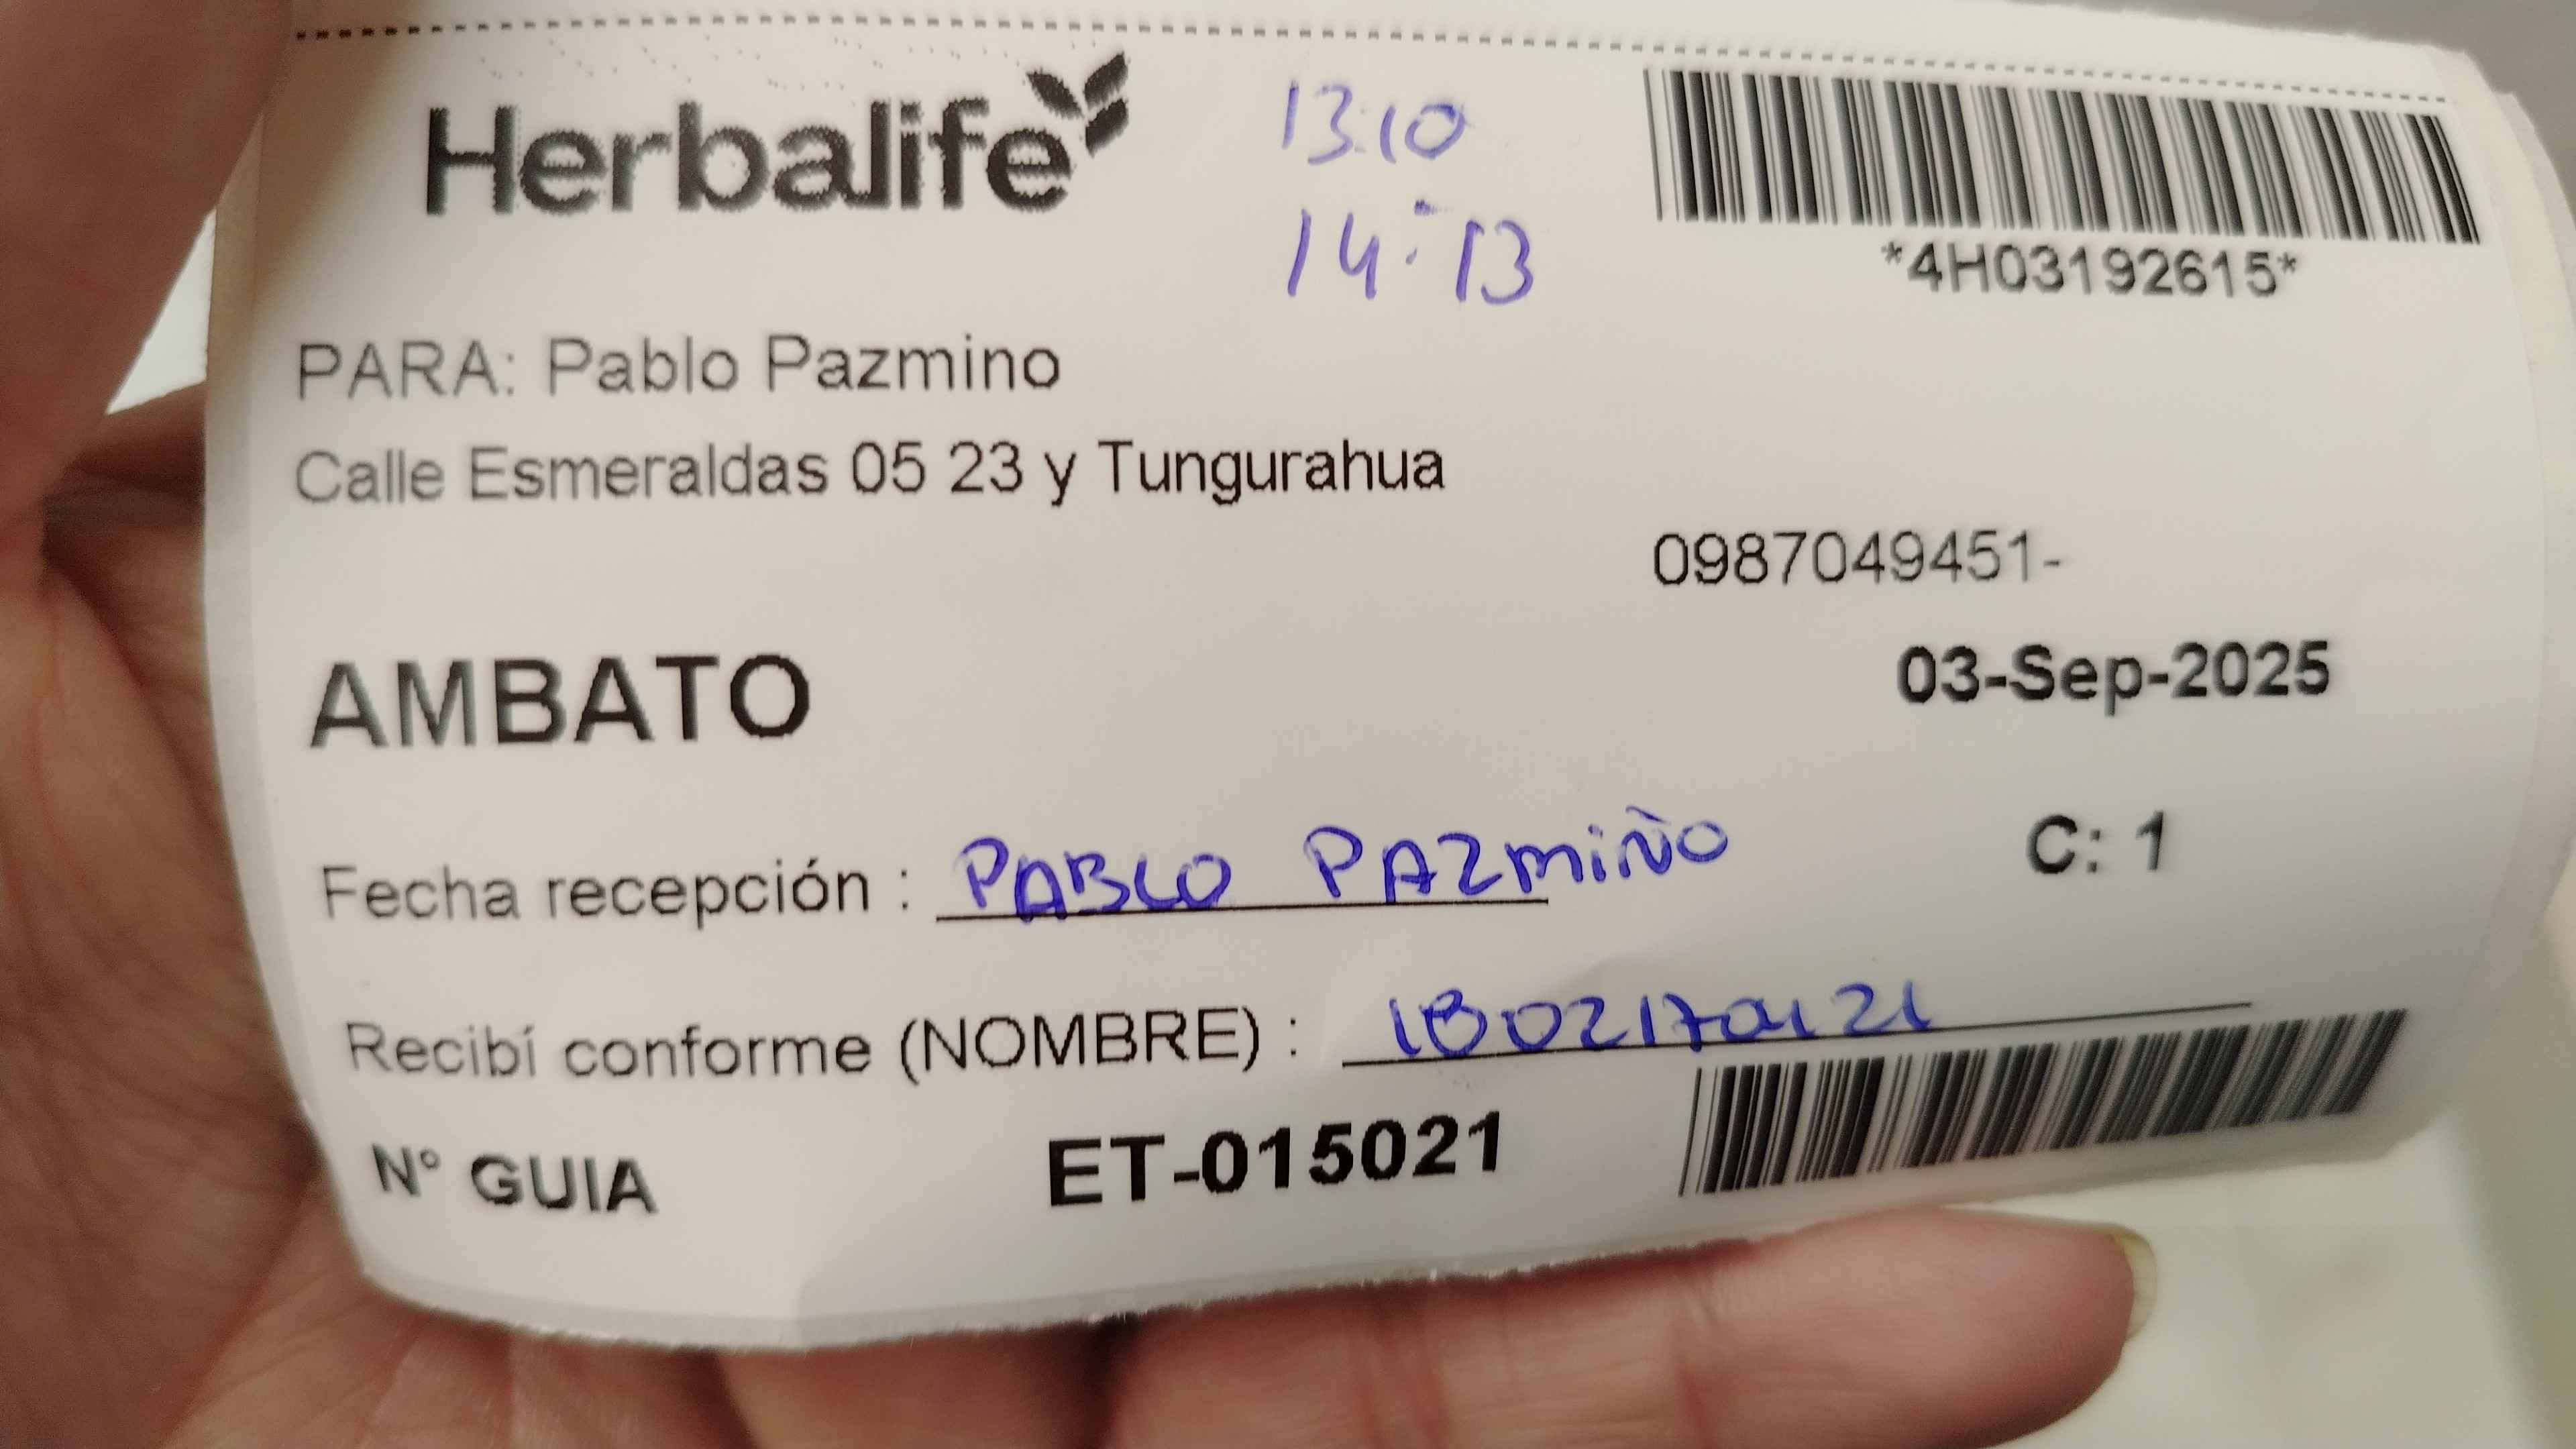 Herbalife
13:10
14:13
*4H03192615*
PARA: Pablo Pazmino
Calle Esmeraldas 05 23 y Tungurahua
0987049451-
AMBATO
03-Sep-2025
Fecha recepción : PABLO PAZMIÑO
C: 1
Recibí conforme (NOMBRE) :
N° GUIA ET-015021